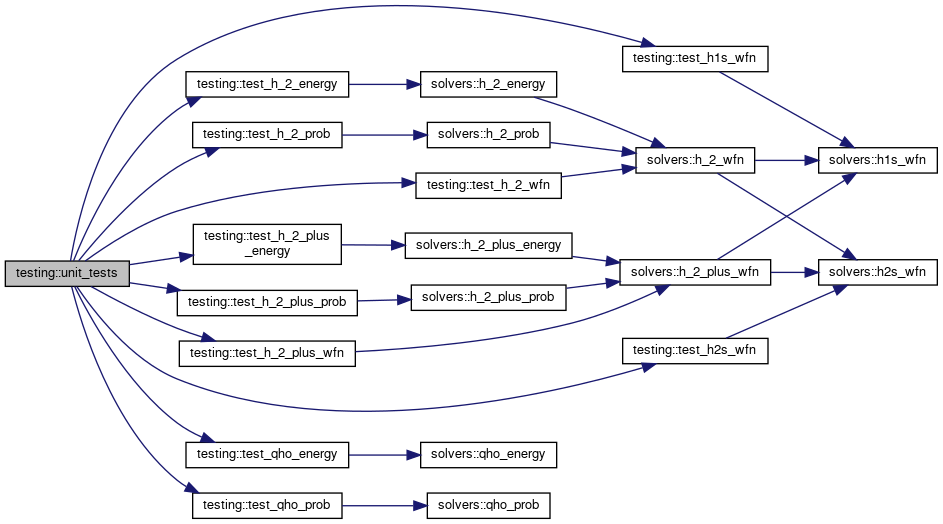 testing::unit_tests
testing::test_h1s_wfn
testing::test_h_2_energy
solvers::h_2_energy
testing::test_h_2_prob
solvers::h_2_prob
solvers::h_2_wfn
solvers::h1s_wfn
testing::test_h_2_wfn
testing::test_h_2_plus
_energy
solvers::h_2_plus_energy
solvers::h_2_plus_wfn
solvers::h2s_wfn
testing::test_h_2_plus_prob
solvers::h_2_plus_prob
testing::test_h_2_plus_wfn
testing::test_h2s_wfn
testing::test_qho_energy
solvers::qho_energy
testing::test_qho_prob
solvers::qho_prob